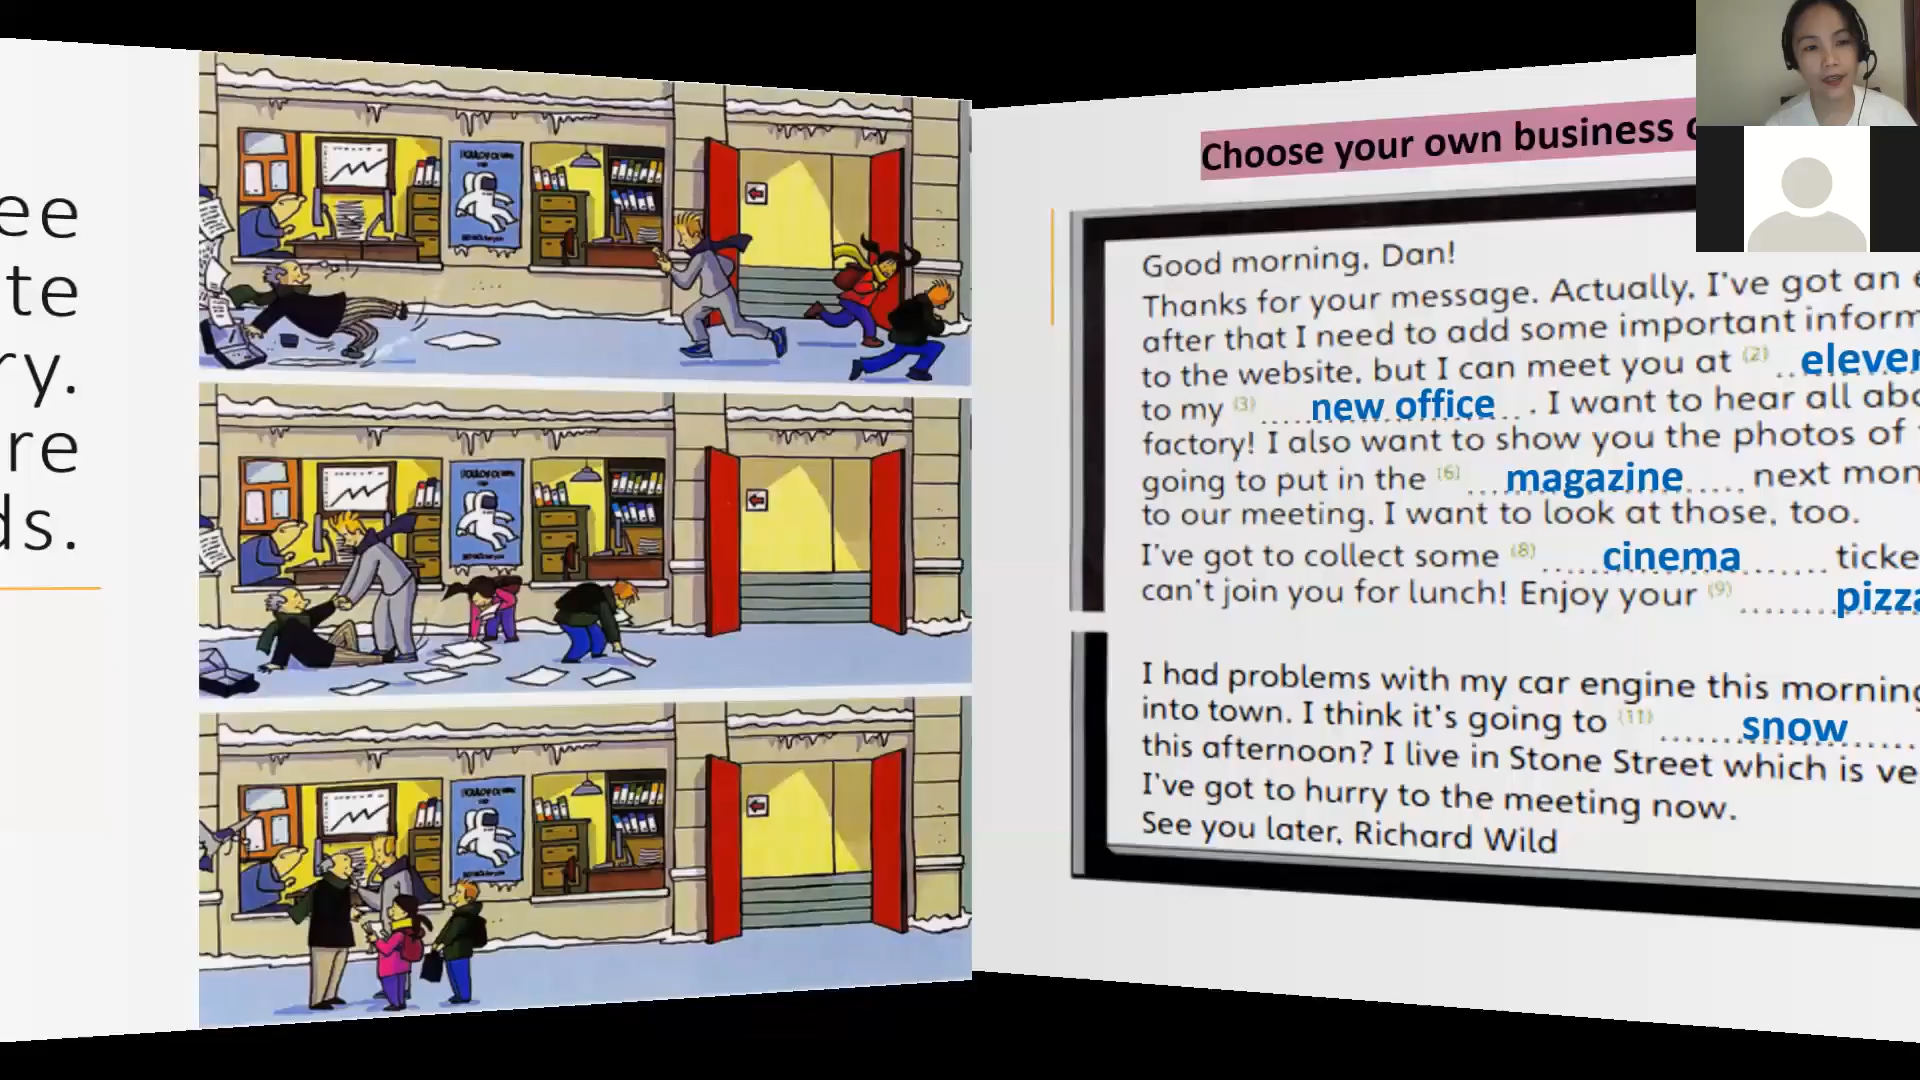 ee
te
ry.
re
ds.
Choose your own business
Good morning, Dan!
Thanks for your message. Actually, I've got an e
after that I need to add some important inform
to the website, but I can meet you at (2) ..eleven
to my (3) ....new office.... . I want to hear all abo
factory! I also want to show you the photos of
going to put in the (6) ...magazine..... next mon
to our meeting. I want to look at those, too.
I've got to collect some (8) .....cinema....... ticke
can't join you for lunch! Enjoy your (9) .......pizza
I had problems with my car engine this morning
into town. I think it's going to (11) .......snow....
this afternoon? I live in Stone Street which is ve
I've got to hurry to the meeting now.
See you later, Richard Wild